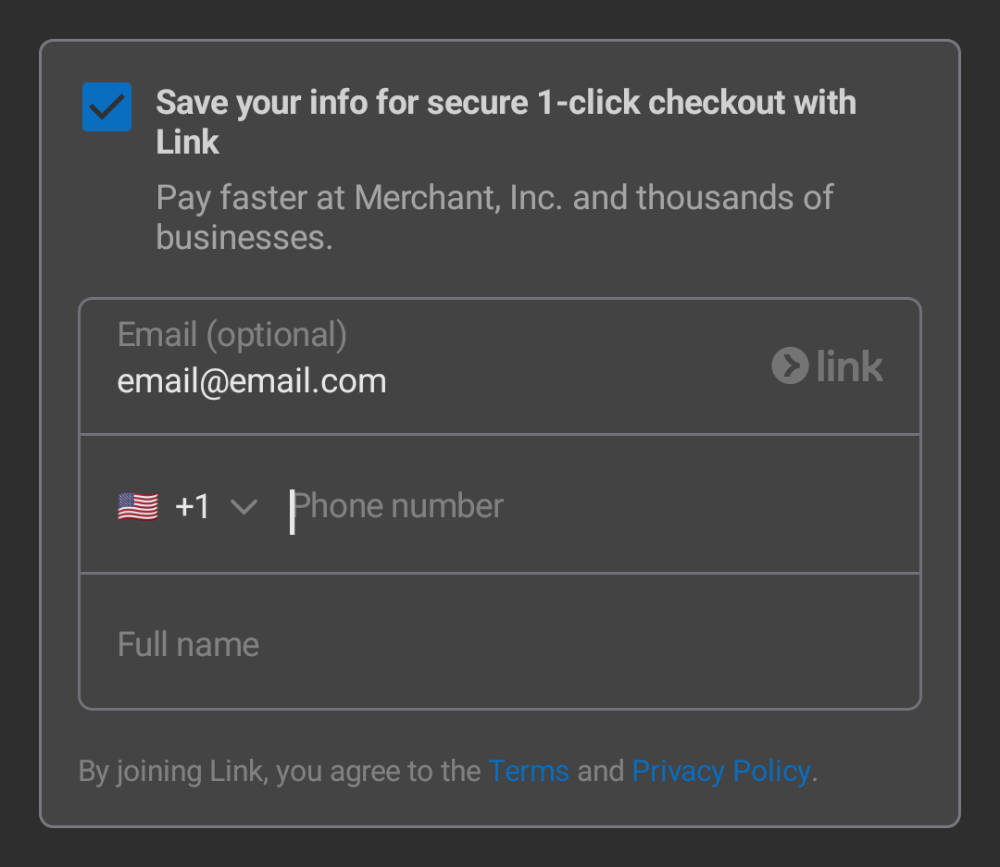 Save your info for secure 1-click checkout with
Link
Pay faster at Merchant, Inc. and thousands of
businesses.
Email (optional)
email@email.com
link
+1
Phone number
Full name
By joining Link, you agree to the Terms and Privacy Policy.